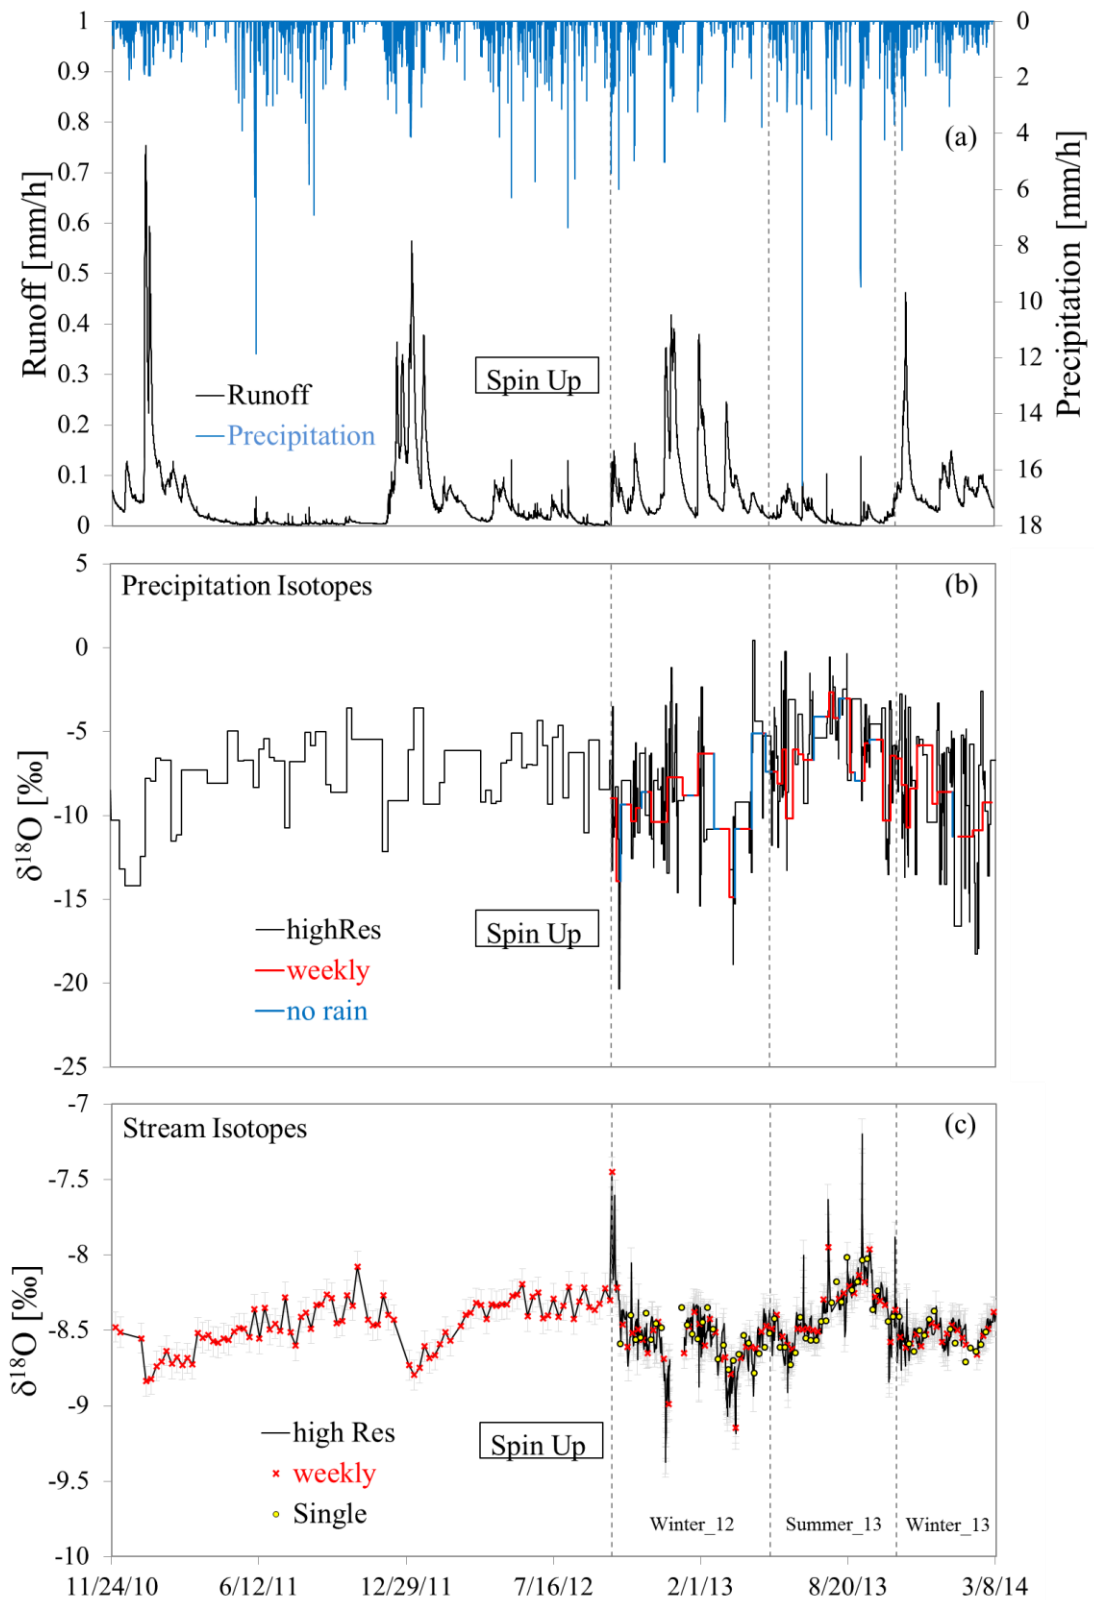 1
0
0.9
0.8
2
0.7
4
(a)
0.6
6
0.5
8
0.4
10
0.3
12
0.2
14
0.1
16
0
18
Runoff [mm/h]
Precipitation [mm/h]
Spin Up
Runoff
Precipitation
5
0
-5
-10
-15
-20
-25
δ18O [‰]
Precipitation Isotopes
(b)
highRes
weekly
no rain
Spin Up
-7
-7.5
-8
-8.5
-9
-9.5
-10
δ18O [‰]
Stream Isotopes
(c)
high Res
weekly
Single
Spin Up
Winter_12
Summer_13
Winter_13
11/24/10
6/12/11
12/29/11
7/16/12
2/1/13
8/20/13
3/8/14